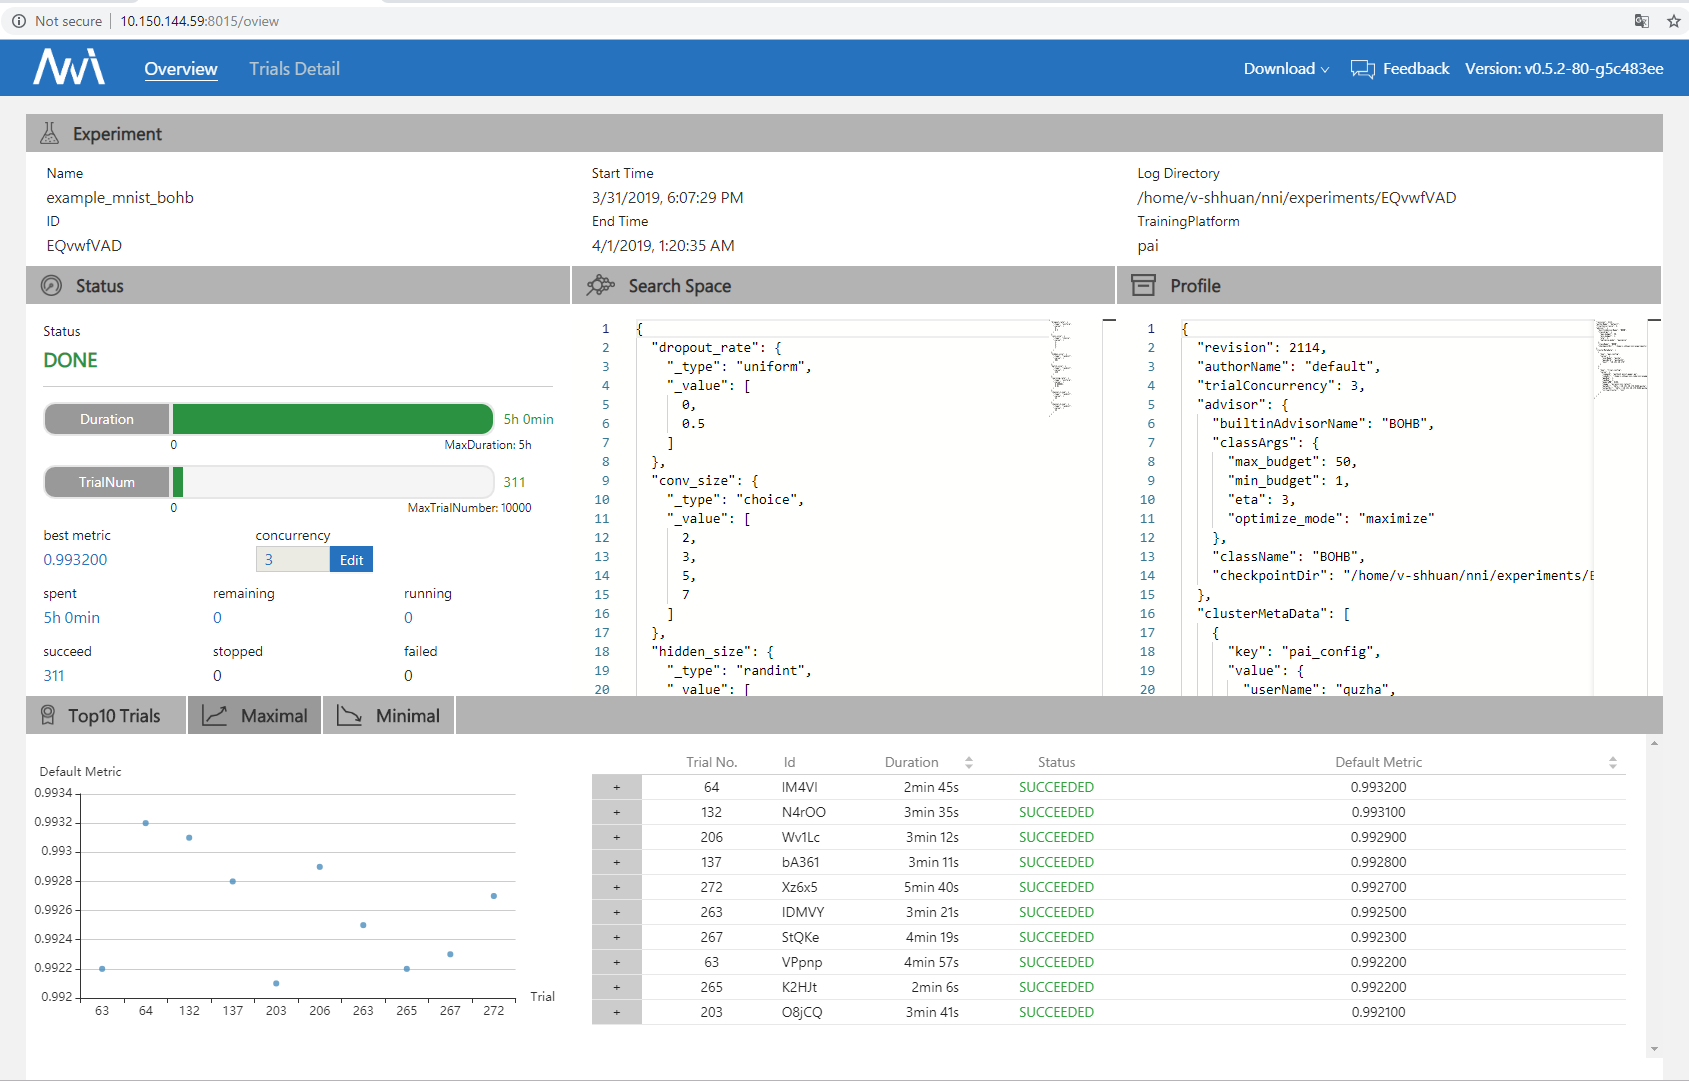 Not secure | 10.150.144.59:8015/oview
NNI Overview Trials Detail Download Feedback Version: v0.5.2-80-g5c483ee
Experiment
Name
example_mnist_bohb
ID
EQvwfVAD
Start Time
3/31/2019, 6:07:29 PM
End Time
4/1/2019, 1:20:35 AM
Log Directory
/home/v-shhuan/nni/experiments/EQvwfVAD
TrainingPlatform
pai
Status
Status
DONE
Duration 5h 0min
0 MaxDuration: 5h
TrialNum 311
0 MaxTrialNumber: 10000
best metric concurrency
0.993200 3 Edit
spent remaining running
5h 0min 0 0
succeed stopped failed
311 0 0
Search Space
1 {
2 "dropout_rate": {
3 "_type": "uniform",
4 "_value": [
5 0,
6 0.5
7 ]
8 },
9 "conv_size": {
10 "_type": "choice",
11 "_value": [
12 2,
13 3,
14 5,
15 7
16 ]
17 },
18 "hidden_size": {
19 "_type": "randint",
20 "_value": [
Profile
1 {
2 "revision": 2114,
3 "authorName": "default",
4 "trialConcurrency": 3,
5 "advisor": {
6 "builtinAdvisorName": "BOHB",
7 "classArgs": {
8 "max_budget": 50,
9 "min_budget": 1,
10 "eta": 3,
11 "optimize_mode": "maximize"
12 },
13 "className": "BOHB",
14 "checkpointDir": "/home/v-shhuan/nni/experiments/E
15 },
16 "clusterMetaData": [
17 {
18 "key": "pai_config",
19 "value": {
20 "userName": "quzha",
Top10 Trials Maximal Minimal
Default Metric
0.9934
0.9932
0.993
0.9928
0.9926
0.9924
0.9922
0.992
63 64 132 137 203 206 263 265 267 272 Trial
Trial No. Id Duration Status Default Metric
+ 64 IM4VI 2min 45s SUCCEEDED 0.993200
+ 132 N4rOO 3min 35s SUCCEEDED 0.993100
+ 206 Wv1Lc 3min 12s SUCCEEDED 0.992900
+ 137 bA361 3min 11s SUCCEEDED 0.992800
+ 272 Xz6x5 5min 40s SUCCEEDED 0.992700
+ 263 IDMVY 3min 21s SUCCEEDED 0.992500
+ 267 StQKe 4min 19s SUCCEEDED 0.992300
+ 63 VPpnp 4min 57s SUCCEEDED 0.992200
+ 265 K2HJt 2min 6s SUCCEEDED 0.992200
+ 203 O8jCQ 3min 41s SUCCEEDED 0.992100